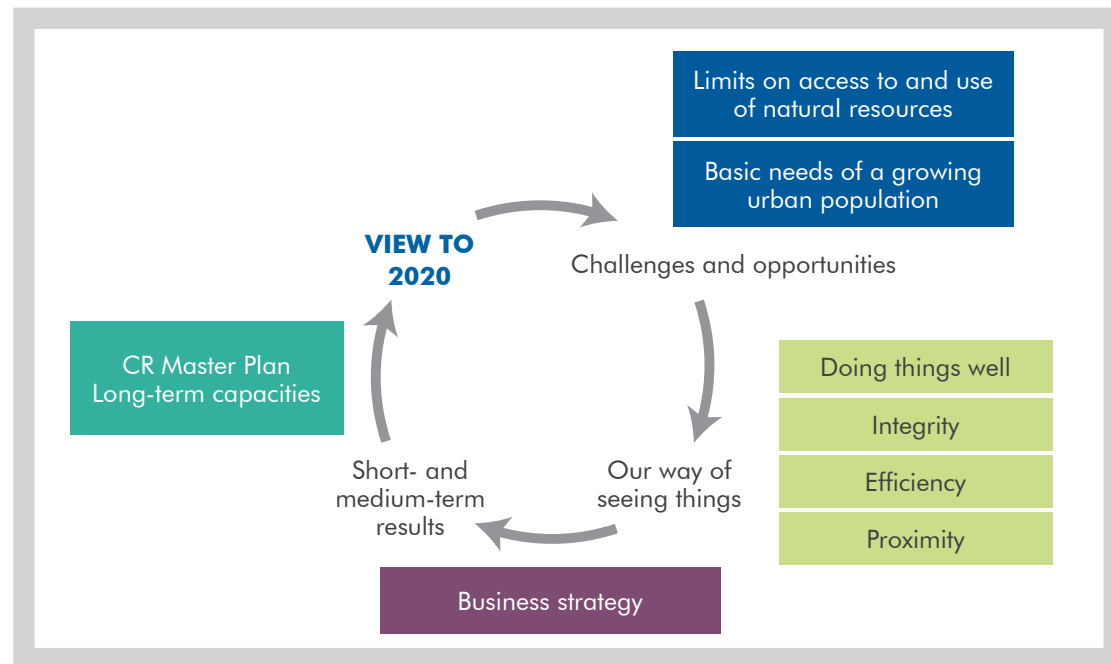 Limits on access to and use
of natural resources
Basic needs of a growing
urban population
VIEW TO
2020
Challenges and opportunities
CR Master Plan
Long-term capacities
Doing things well
Integrity
Efficiency
Proximity
Short- and
medium-term
results
Our way of
seeing things
Business strategy